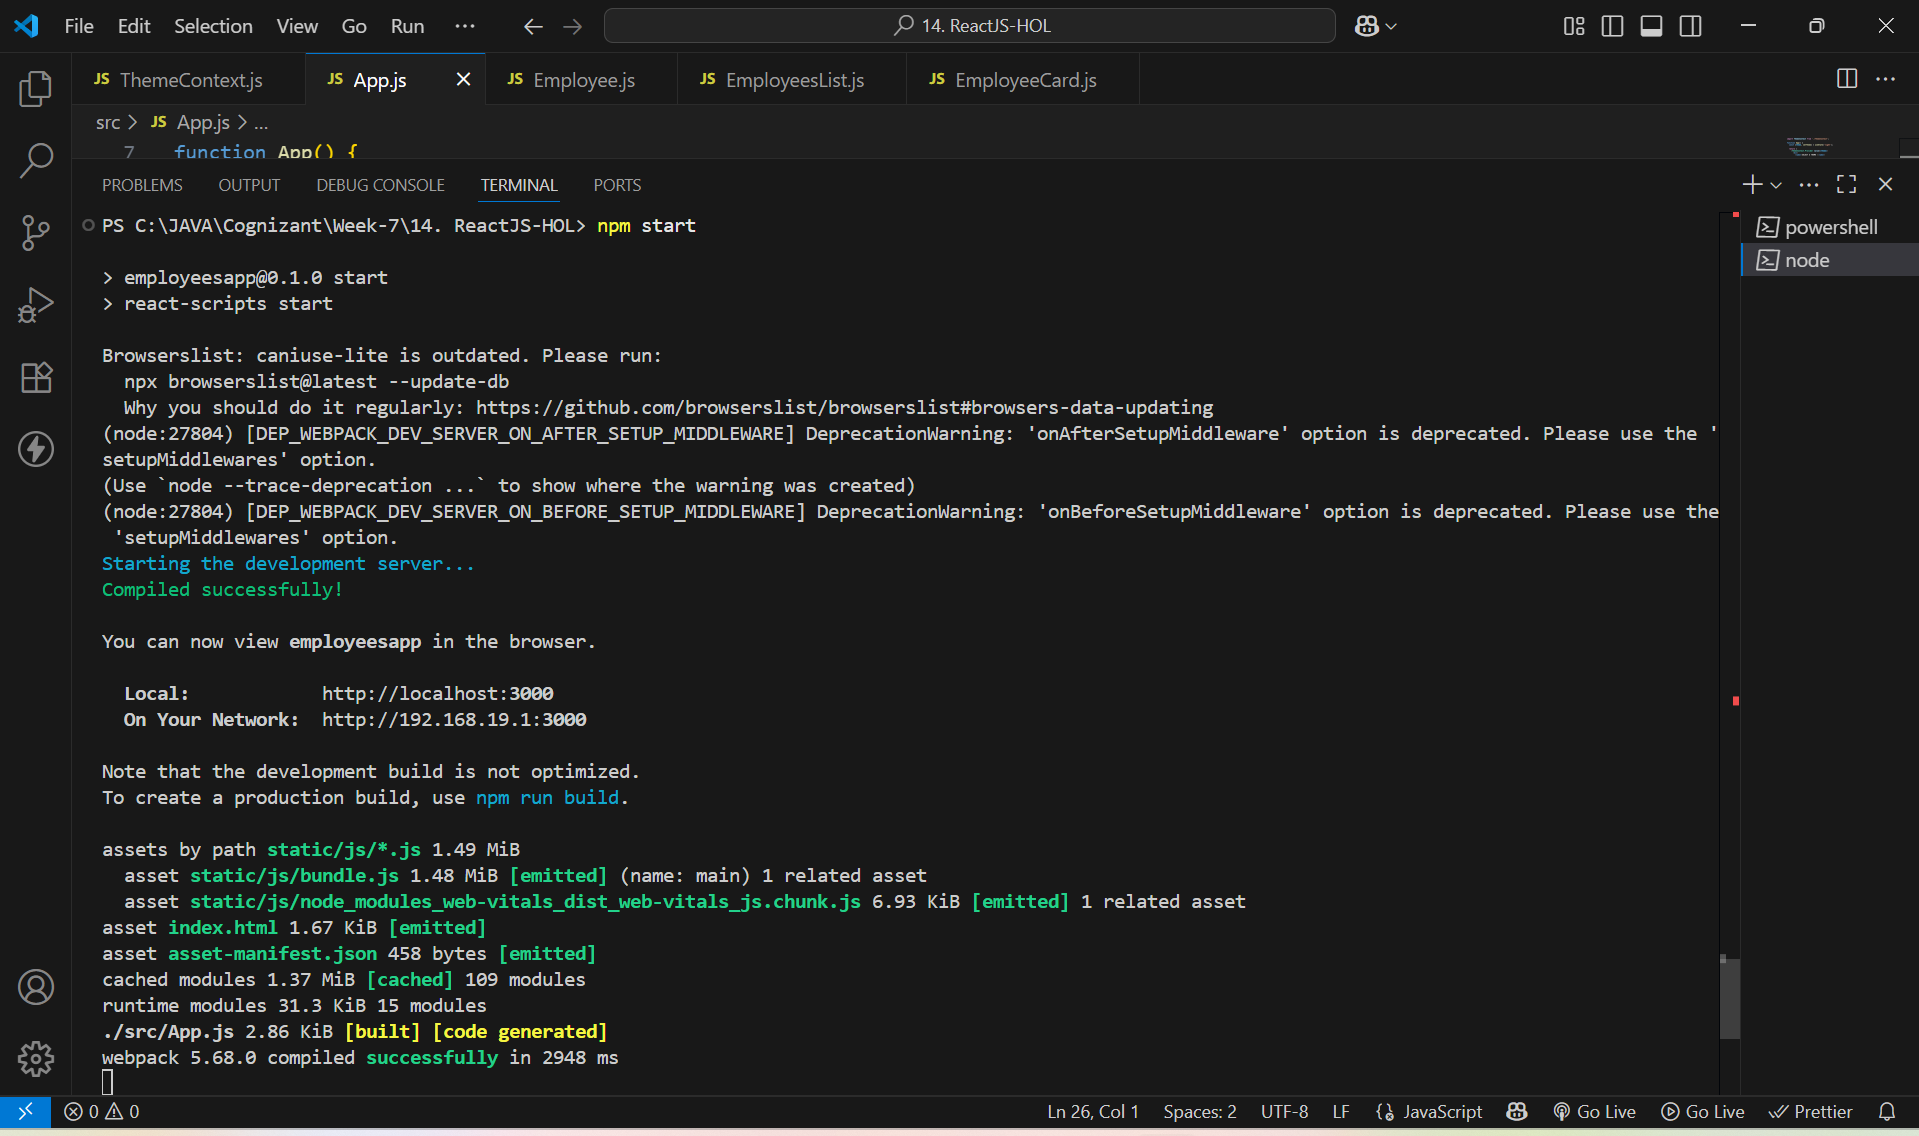 File Edit Selection View Go Run ··· 14. ReactJS-HOL
JS ThemeContext.js JS App.js JS Employee.js JS EmployeesList.js JS EmployeeCard.js
src > JS App.js > ...
7 function App() {
PROBLEMS OUTPUT DEBUG CONSOLE TERMINAL PORTS
PS C:\JAVA\Cognizant\Week-7\14. ReactJS-HOL> npm start
powershell
node
> employeesapp@0.1.0 start
> react-scripts start
Browserslist: caniuse-lite is outdated. Please run:
npx browserslist@latest --update-db
Why you should do it regularly: https://github.com/browserslist/browserslist#browsers-data-updating
(node:27804) [DEP_WEBPACK_DEV_SERVER_ON_AFTER_SETUP_MIDDLEWARE] DeprecationWarning: 'onAfterSetupMiddleware' option is deprecated. Please use the '
setupMiddlewares' option.
(Use `node --trace-deprecation ...` to show where the warning was created)
(node:27804) [DEP_WEBPACK_DEV_SERVER_ON_BEFORE_SETUP_MIDDLEWARE] DeprecationWarning: 'onBeforeSetupMiddleware' option is deprecated. Please use the
'setupMiddlewares' option.
Starting the development server...
Compiled successfully!
You can now view employeesapp in the browser.
Local: http://localhost:3000
On Your Network: http://192.168.19.1:3000
Note that the development build is not optimized.
To create a production build, use npm run build.
assets by path static/js/*.js 1.49 MiB
asset static/js/bundle.js 1.48 MiB [emitted] (name: main) 1 related asset
asset static/js/node_modules_web-vitals_dist_web-vitals_js.chunk.js 6.93 KiB [emitted] 1 related asset
asset index.html 1.67 KiB [emitted]
asset asset-manifest.json 458 bytes [emitted]
cached modules 1.37 MiB [cached] 109 modules
runtime modules 31.3 KiB 15 modules
./src/App.js 2.86 KiB [built] [code generated]
webpack 5.68.0 compiled successfully in 2948 ms
0 0 Ln 26, Col 1 Spaces: 2 UTF-8 LF JavaScript Go Live Go Live Prettier